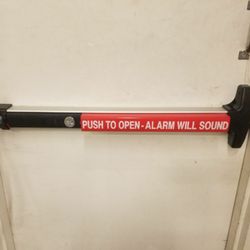 PUSH TO OPEN - ALARM WILL SOUND